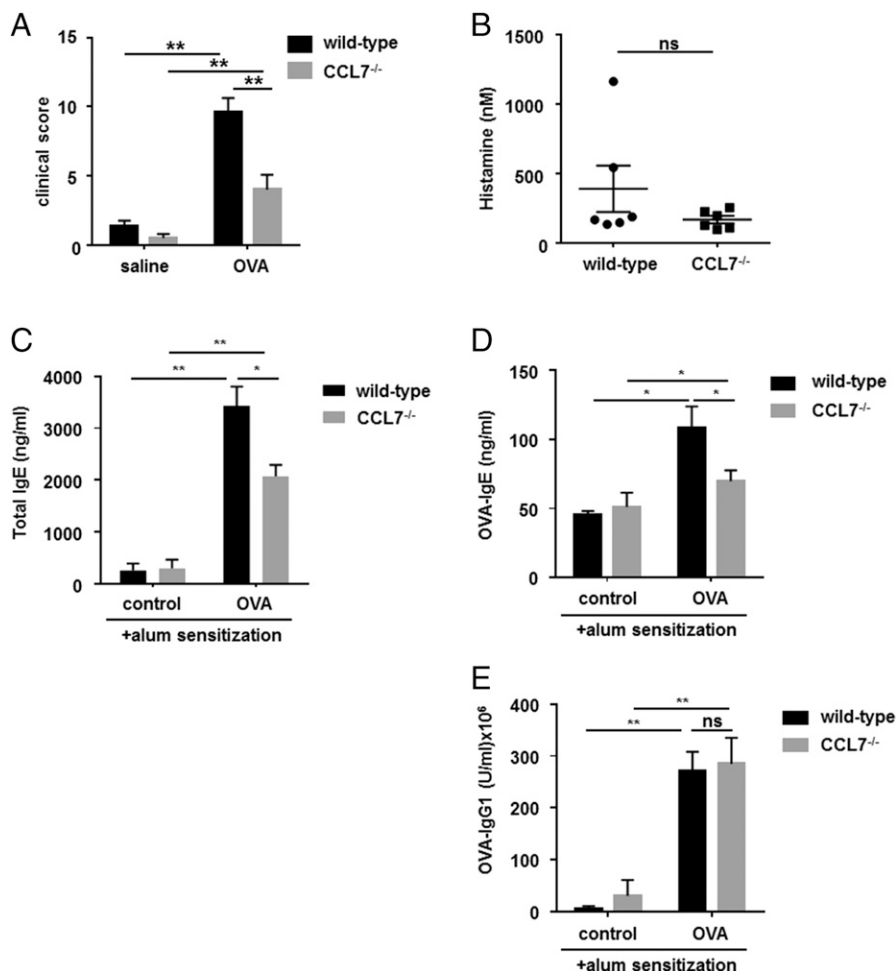 A
clinical score
15
10
5
0
**
**
**
saline
OVA
wild-type
CCL7-/-
B
Histamine (nM)
1500
1000
500
0
ns
wild-type
CCL7-/-
C
Total IgE (ng/ml)
4000
3000
2000
1000
0
**
**
*
control
OVA
+alum sensitization
wild-type
CCL7-/-
D
OVA-IgE (ng/ml)
150
100
50
0
*
*
*
control
OVA
+alum sensitization
wild-type
CCL7-/-
E
OVA-IgG1 (U/ml)x10⁶
400
300
200
100
0
**
**
ns
control
OVA
+alum sensitization
wild-type
CCL7-/-